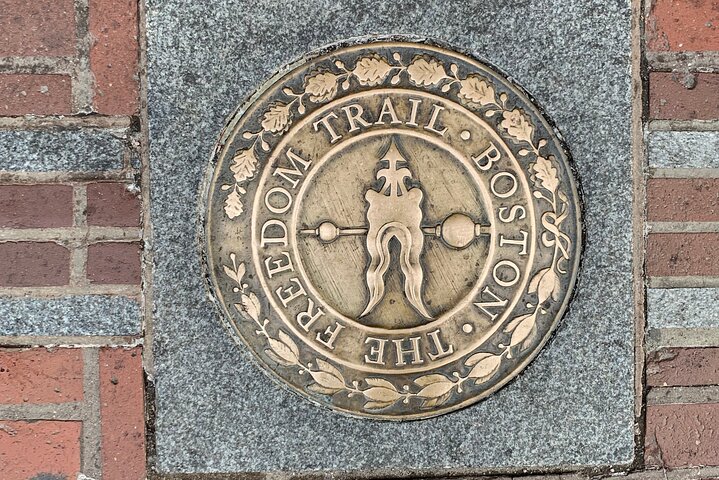 THE FREEDOM TRAIL • BOSTON •